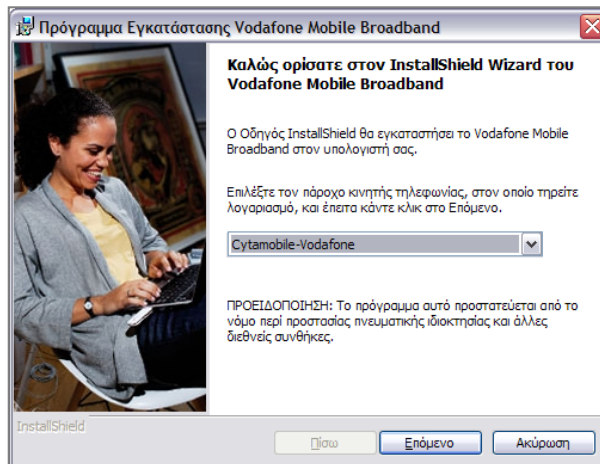 Πρόγραμμα Εγκατάστασης Vodafone Mobile Broadband
Καλώς ορίσατε στον InstallShield Wizard του
Vodafone Mobile Broadband
Ο Οδηγός InstallShield θα εγκαταστήσει το Vodafone Mobile
Broadband στον υπολογιστή σας.
Επιλέξτε τον πάροχο κινητής τηλεφωνίας, στον οποίο τηρείτε
λογαριασμό, και έπειτα κάντε κλικ στο Επόμενο.
Cytamobile-Vodafone
ΠΡΟΕΙΔΟΠΟΙΗΣΗ: Το πρόγραμμα αυτό προστατεύεται από το
νόμο περί προστασίας πνευματικής ιδιοκτησίας και άλλες
διεθνείς συνθήκες.
InstallShield
Πίσω Επόμενο Ακύρωση